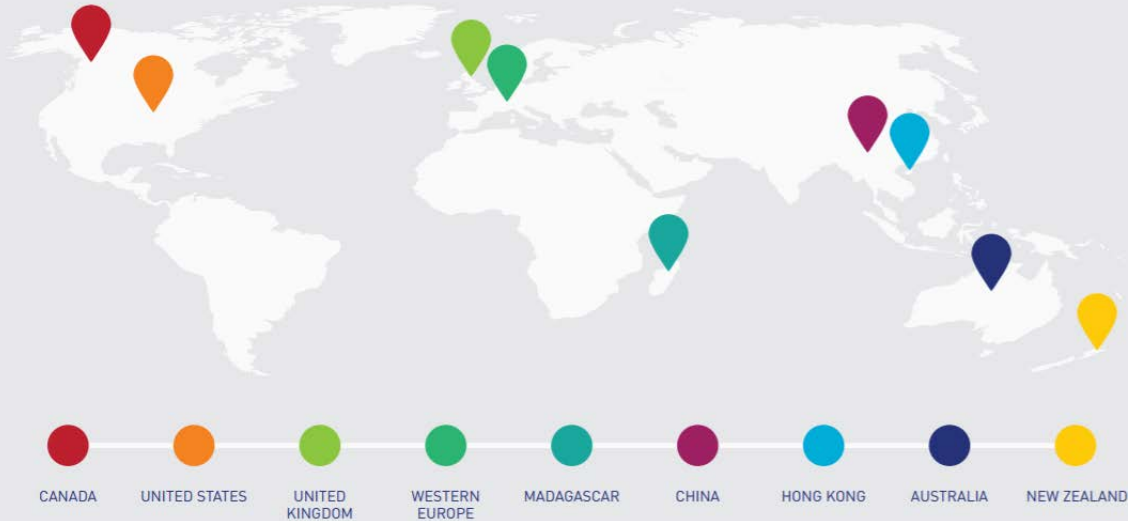 CANADA
UNITED STATES
UNITED
KINGDOM
WESTERN
EUROPE
MADAGASCAR
CHINA
HONG KONG
AUSTRALIA
NEW ZEALAND